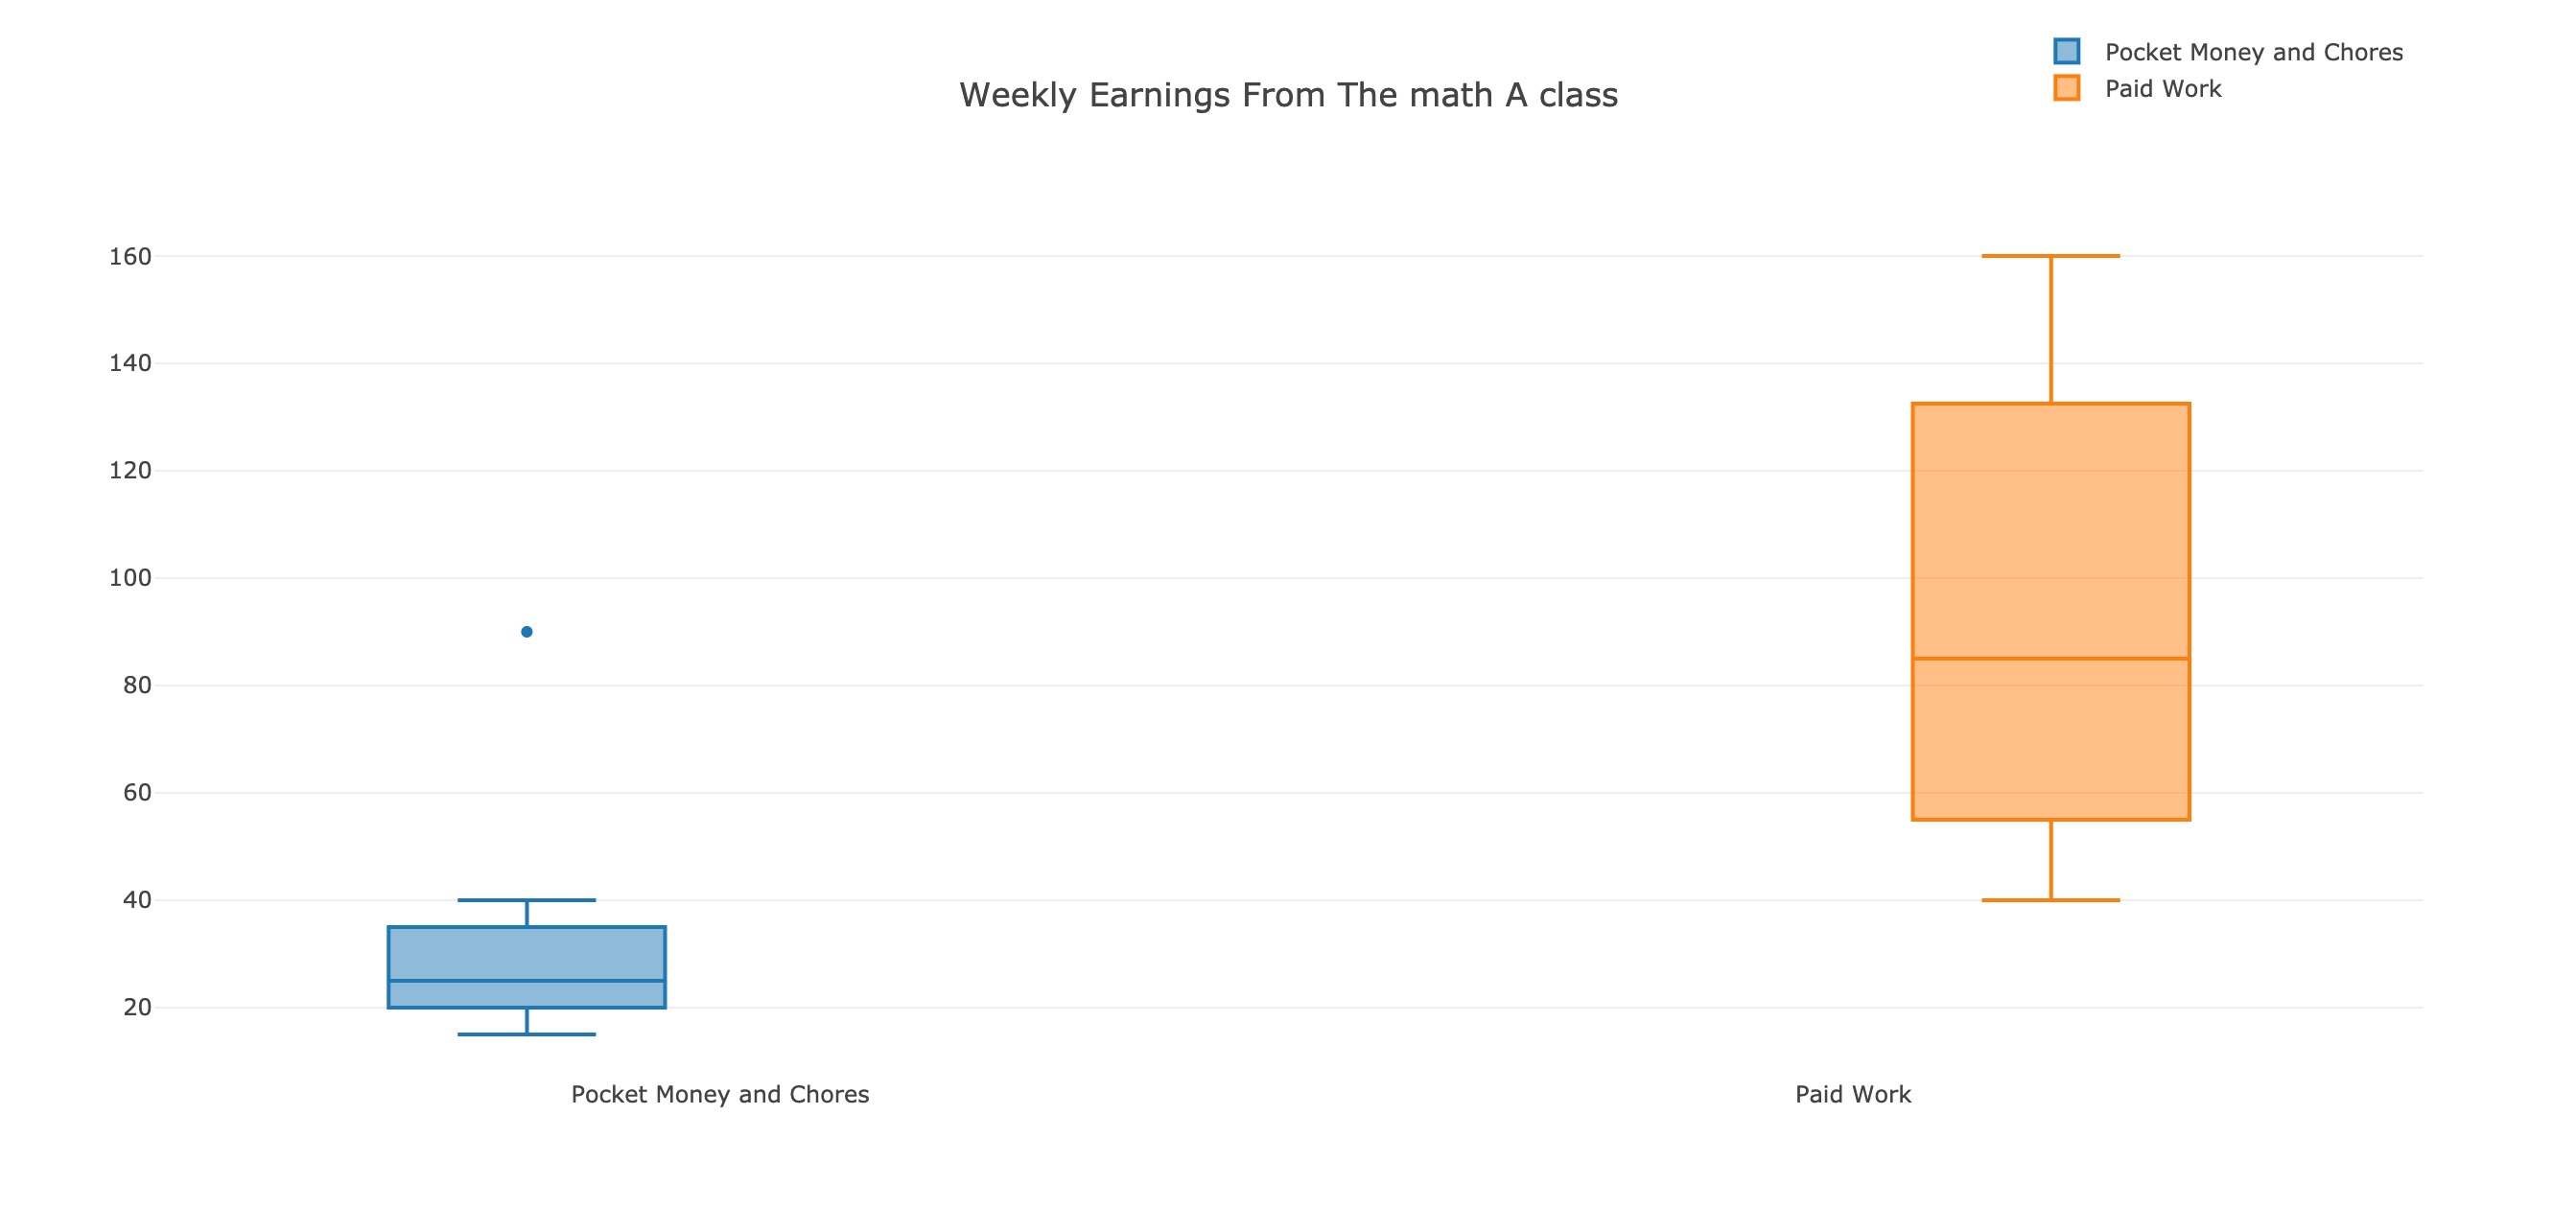 Pocket Money and Chores
Paid Work
Weekly Earnings From The math A class
160
140
120
100
80
60
40
20
Pocket Money and Chores
Paid Work